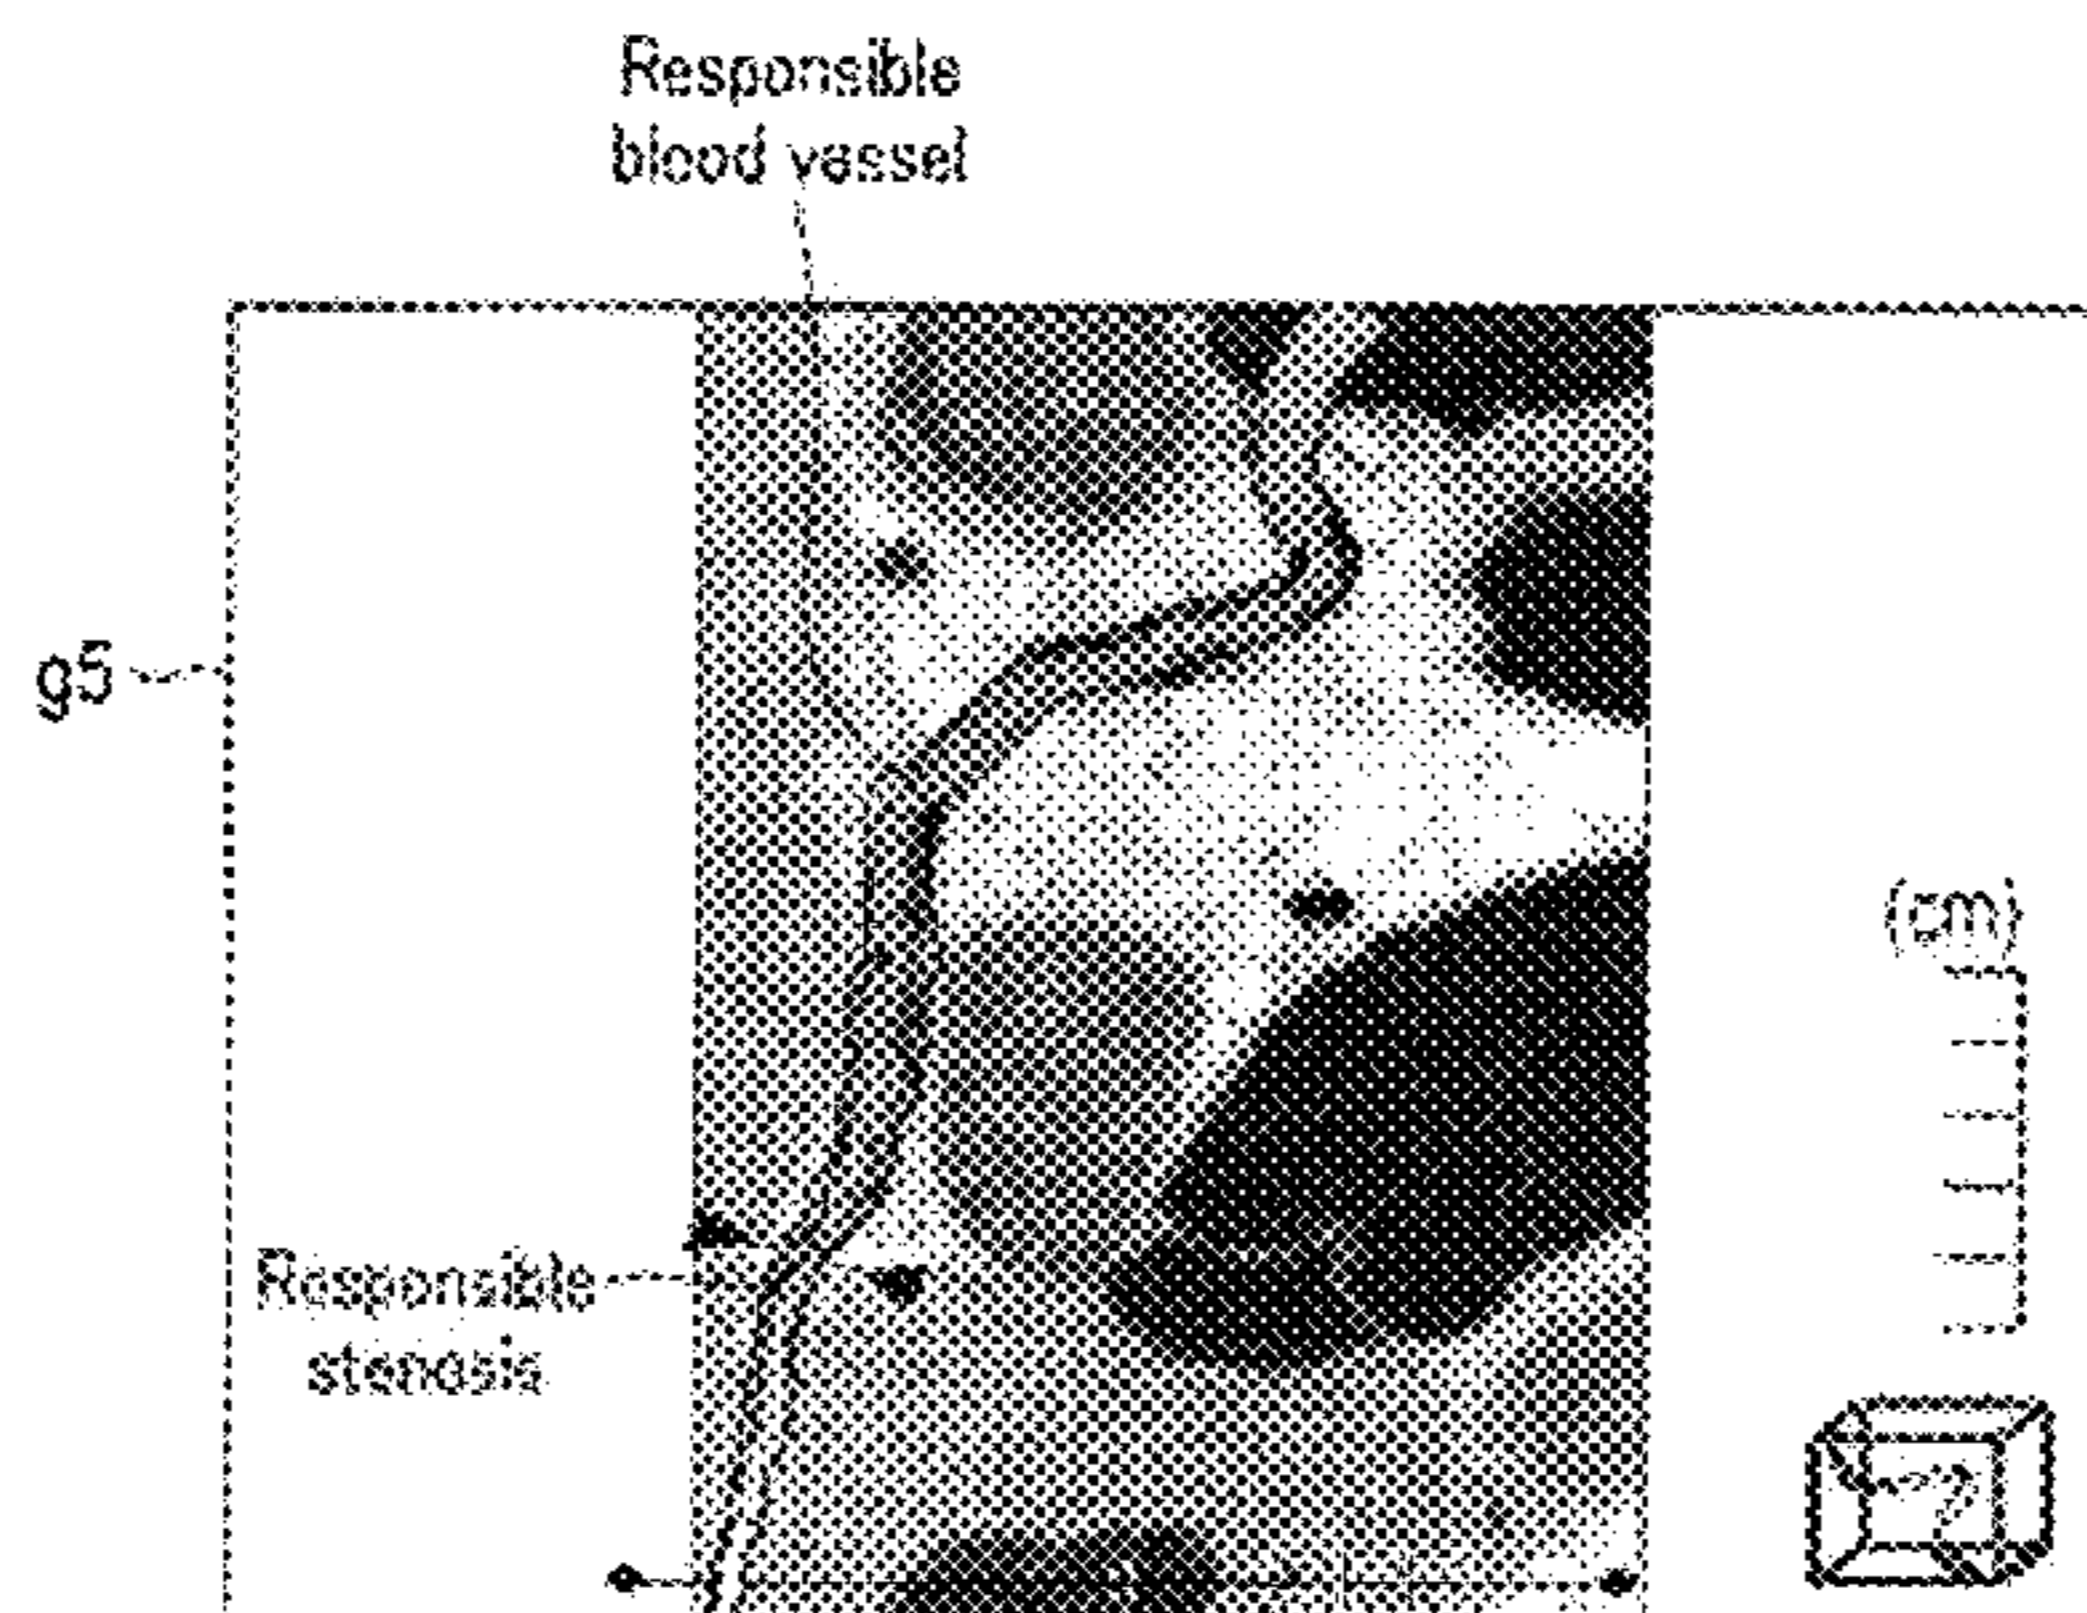 Responsible
blood vessel
g5
(cm)
Responsible
stenosis